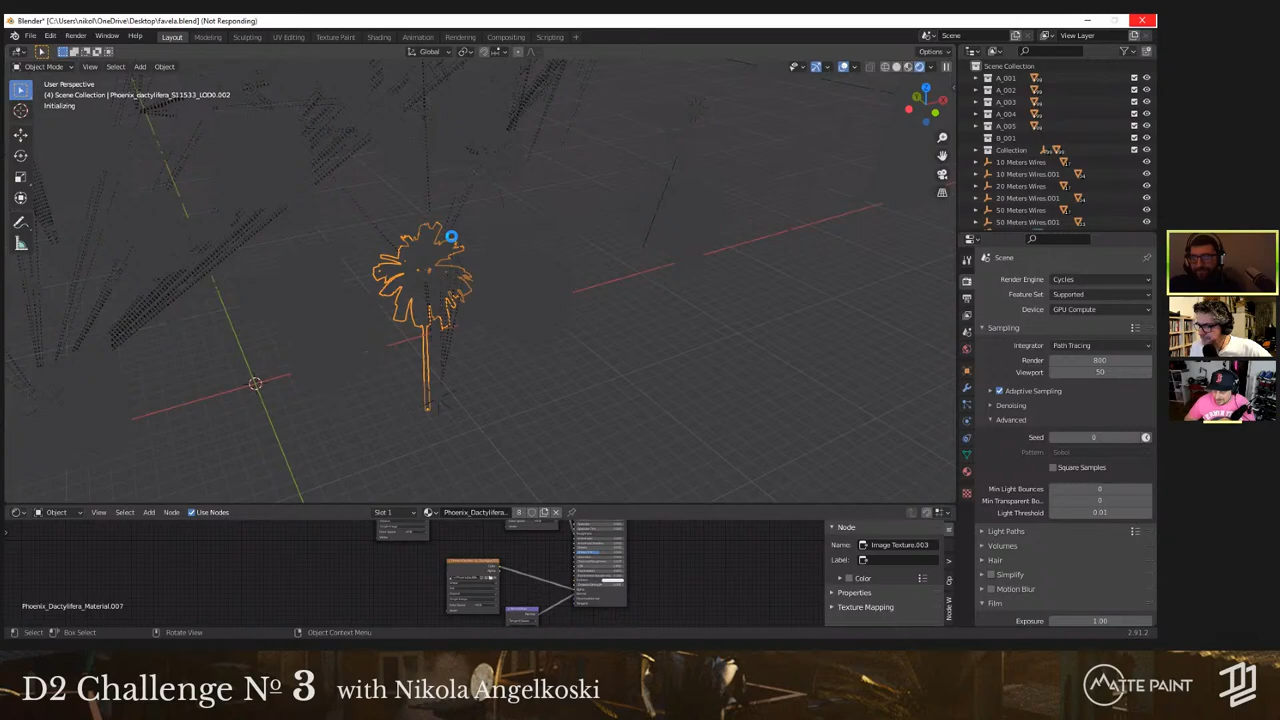 Blender* [C:\Users\nikol\OneDrive\Desktop\favela.blend] (Not Responding)
File Edit Render Window Help Layout Modeling Sculpting UV Editing Texture Paint Shading Animation Rendering Compositing Scripting + Scene View Layer
Global Options
Object Mode View Select Add Object
User Perspective
(4) Scene Collection | Phoenix_dactylifera_S11533_LOD0.002
Initializing
Scene Collection
A_001
A_002
A_003
A_004
A_005
B_001
Collection
10 Meters Wires
10 Meters Wires.001
20 Meters Wires
20 Meters Wires.001
50 Meters Wires
50 Meters Wires.001
Scene
Render Engine Cycles
Feature Set Supported
Device GPU Compute
Sampling
Integrator Path Tracing
Render 800
Viewport 50
Adaptive Sampling
Denoising
Advanced
Seed 0
Pattern Sobol
Square Samples
Min Light Bounces 0
Min Transparent Bo... 0
Light Threshold 0.01
Light Paths
Volumes
Hair
Simplify
Motion Blur
Film
Exposure 1.00
Object View Select Add Node Use Nodes Slot 1 Phoenix_Dactylifera... 8
Node
Name: Image Texture.003
Label:
Color
Properties
Texture Mapping
Phoenix_Dactylifera_Material.007
Select Box Select Rotate View Object Context Menu 2.91.2
D2 Challenge Nº 3 with Nikola Angelkoski
MATTE PAINT